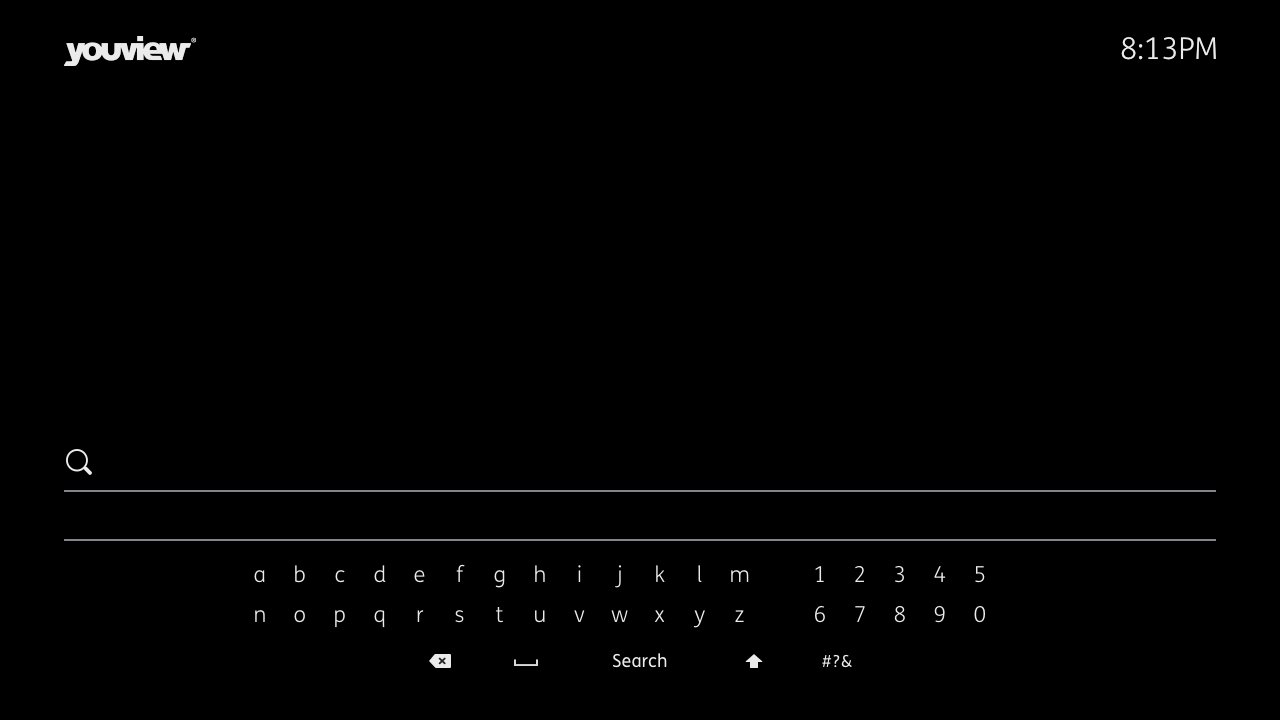 youview®
8:13PM
a b c d e f g h i j k l m 1 2 3 4 5
n o p q r s t u v w x y z 6 7 8 9 0
Search #?&